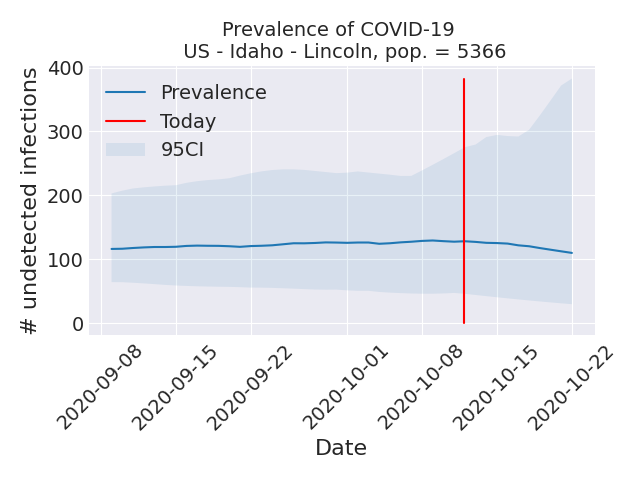 Prevalence of COVID-19
US - Idaho - Lincoln, pop. = 5366
400
300
200
100
0
# undetected infections
Prevalence
Today
95CI
2020-09-08
2020-09-15
2020-09-22
2020-10-01
2020-10-08
2020-10-15
2020-10-22
Date